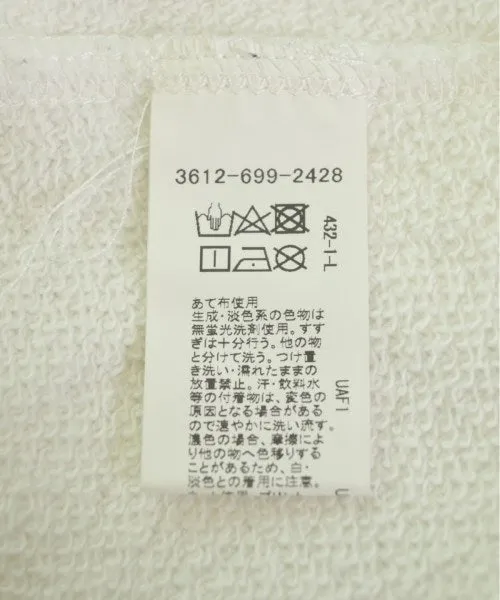 3612-699-2428
432-1-L
あて布使用
生成・淡色系の色物は
無蛍光洗剤使用。すす
ぎは十分行う。他の物
と分けて洗う。つけ置
き洗い・濡れたままの
放置禁止。汗・飲料水
等の付着物は、変色の
原因となる場合がある
ので速やかに洗い流す。
濃色の場合、摩擦によ
り他の物へ色移りする
ことがあるため、白・
淡色との着用に注意。
UAF1